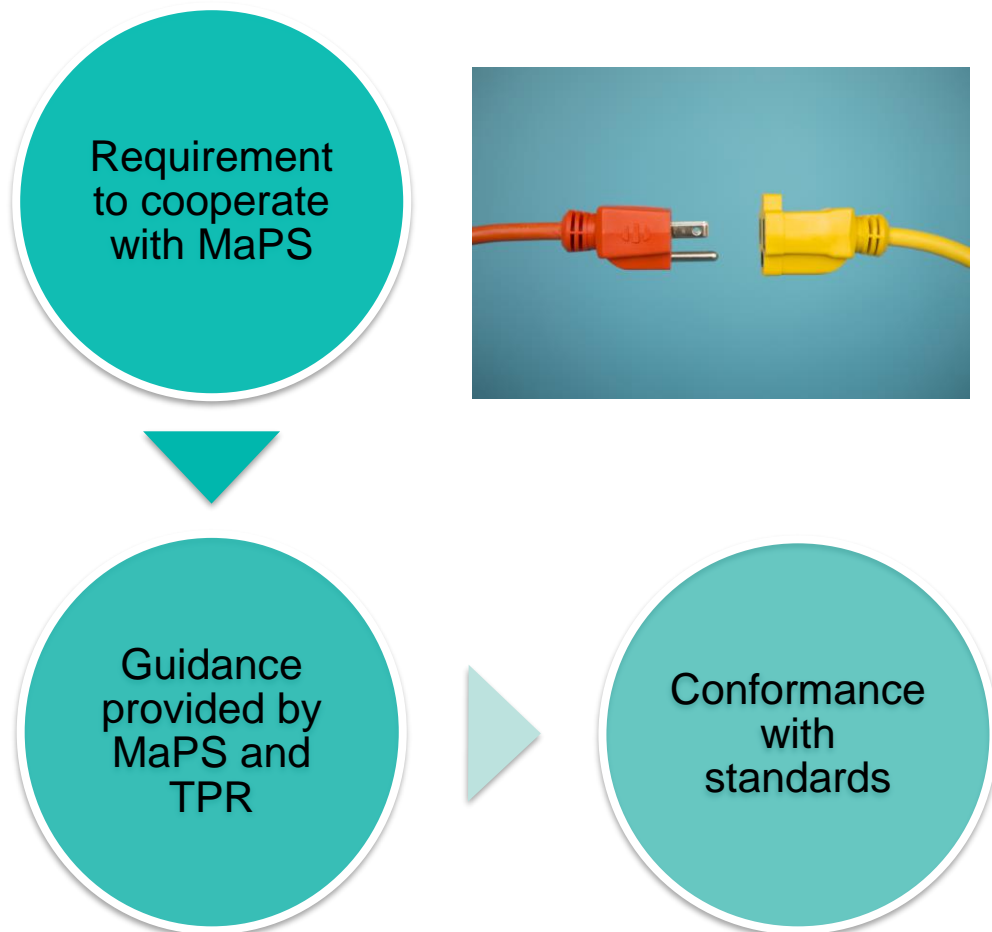 Requirement
to cooperate
with MaPS
Guidance
provided by
MaPS and
TPR
Conformance
with
standards